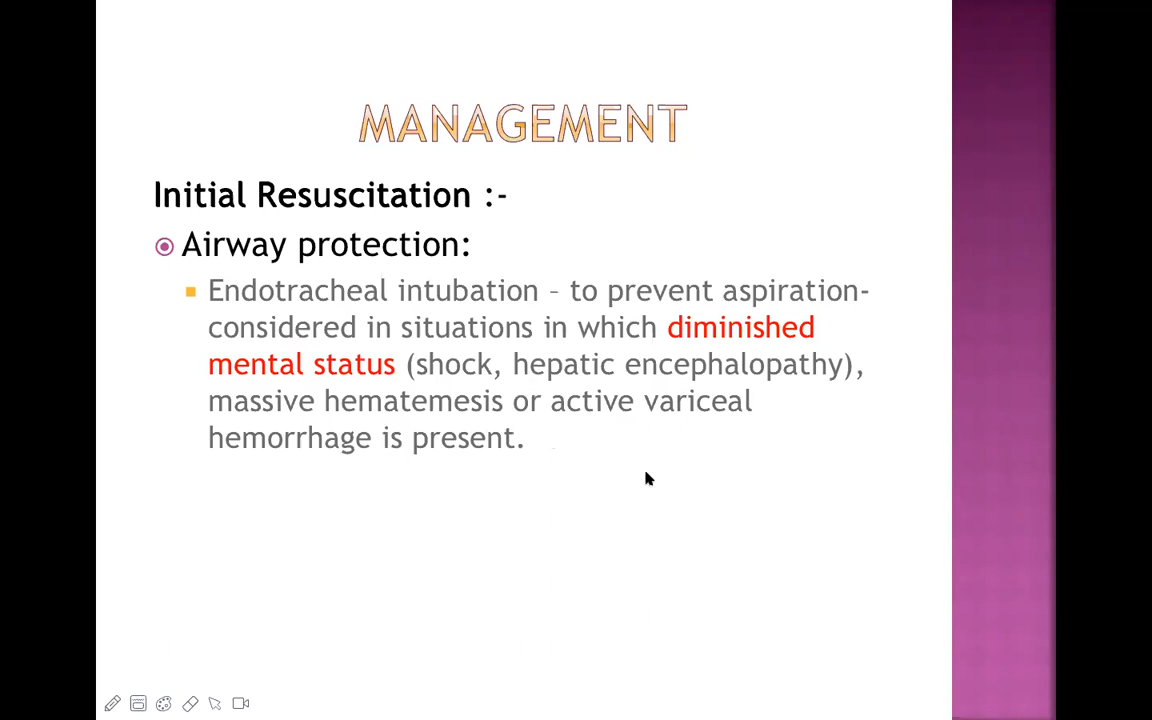 MANAGEMENT
Initial Resuscitation :-
Airway protection:
Endotracheal intubation – to prevent aspiration-
considered in situations in which diminished
mental status (shock, hepatic encephalopathy),
massive hematemesis or active variceal
hemorrhage is present.